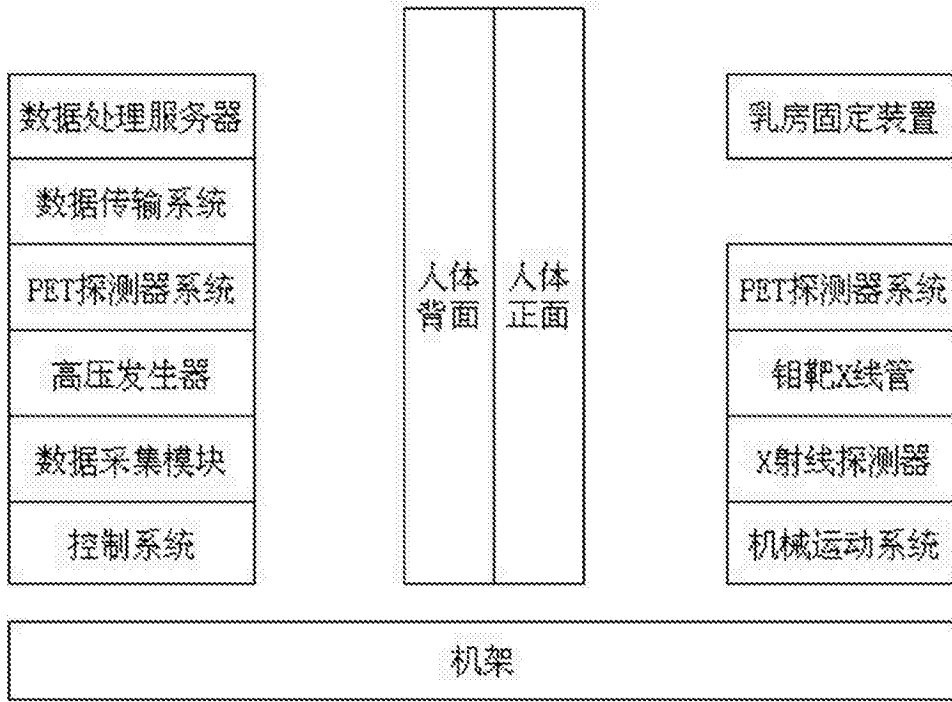 数据处理服务器
数据传输系统
PET探测器系统
高压发生器
数据采集模块
控制系统
人体
背面
人体
正面
乳房固定装置
PET探测器系统
钼靶X线管
X射线探测器
机械运动系统
机架